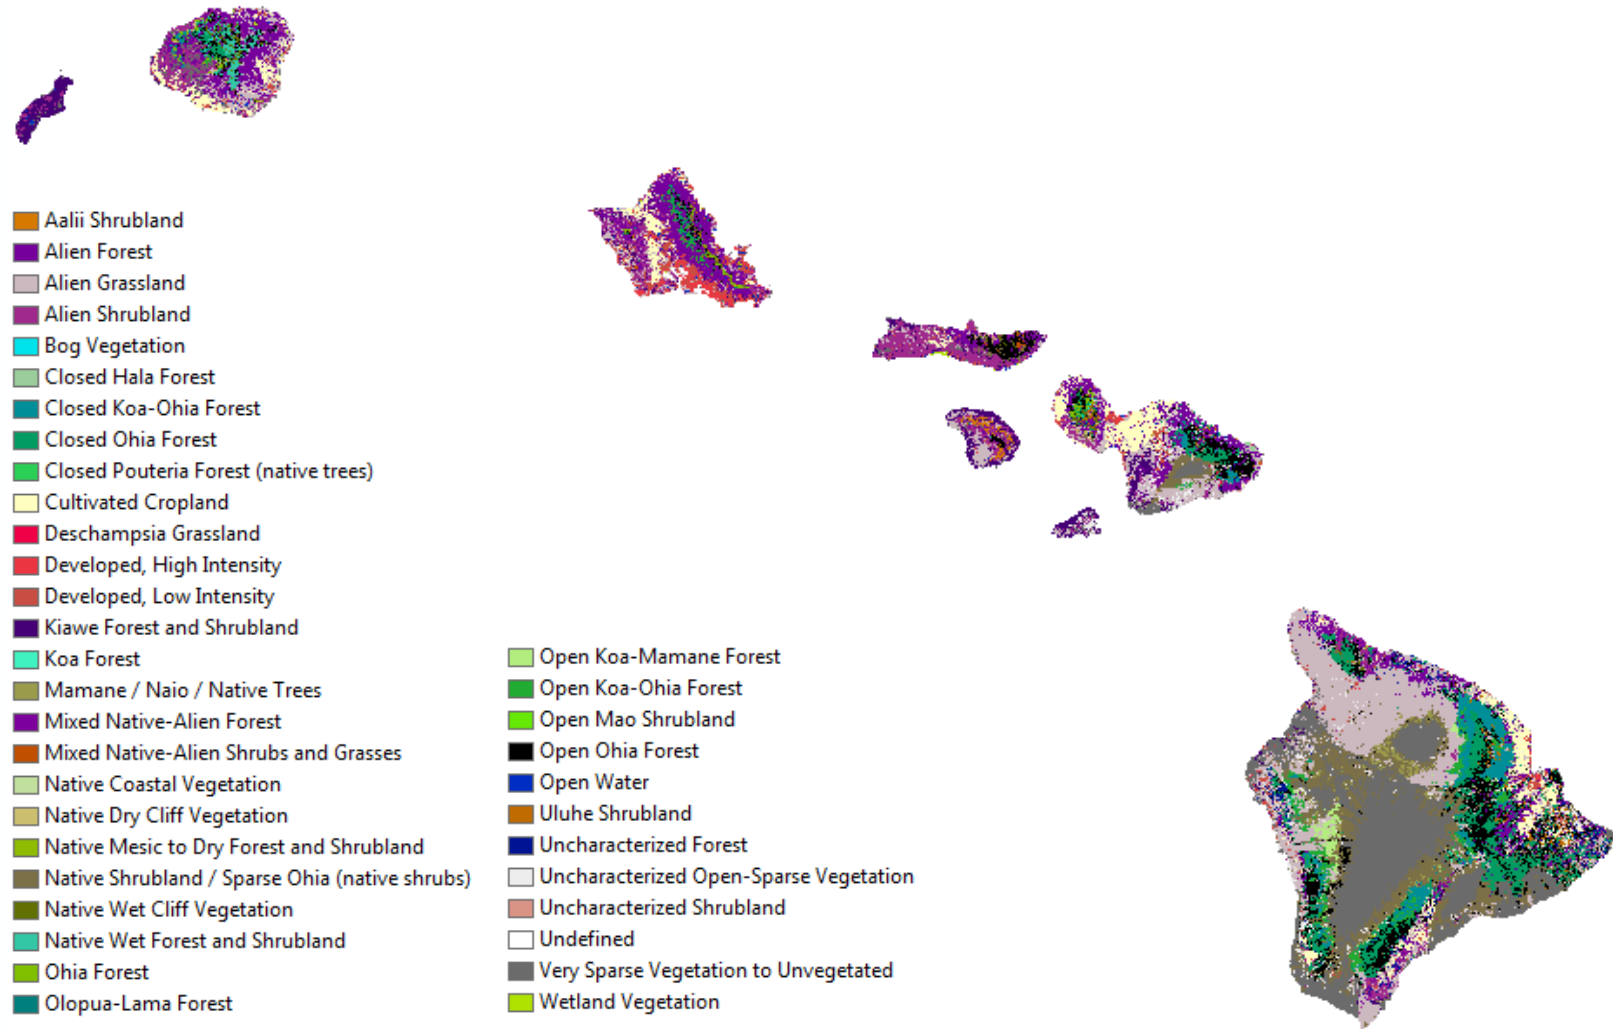 Aalii Shrubland
Alien Forest
Alien Grassland
Alien Shrubland
Bog Vegetation
Closed Hala Forest
Closed Koa-Ohia Forest
Closed Ohia Forest
Closed Pouteria Forest (native trees)
Cultivated Cropland
Deschampsia Grassland
Developed, High Intensity
Developed, Low Intensity
Kiawe Forest and Shrubland
Koa Forest
Mamane / Naio / Native Trees
Mixed Native-Alien Forest
Mixed Native-Alien Shrubs and Grasses
Native Coastal Vegetation
Native Dry Cliff Vegetation
Native Mesic to Dry Forest and Shrubland
Native Shrubland / Sparse Ohia (native shrubs)
Native Wet Cliff Vegetation
Native Wet Forest and Shrubland
Ohia Forest
Olopua-Lama Forest
Open Koa-Mamane Forest
Open Koa-Ohia Forest
Open Mao Shrubland
Open Ohia Forest
Open Water
Uluhe Shrubland
Uncharacterized Forest
Uncharacterized Open-Sparse Vegetation
Uncharacterized Shrubland
Undefined
Very Sparse Vegetation to Unvegetated
Wetland Vegetation